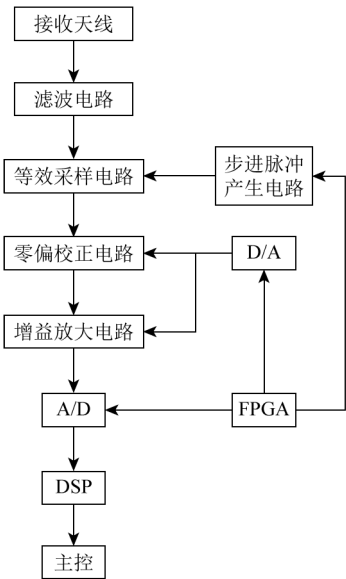 接收天线
滤波电路
等效采样电路
步进脉冲
产生电路
零偏校正电路
D/A
增益放大电路
A/D
FPGA
DSP
主控